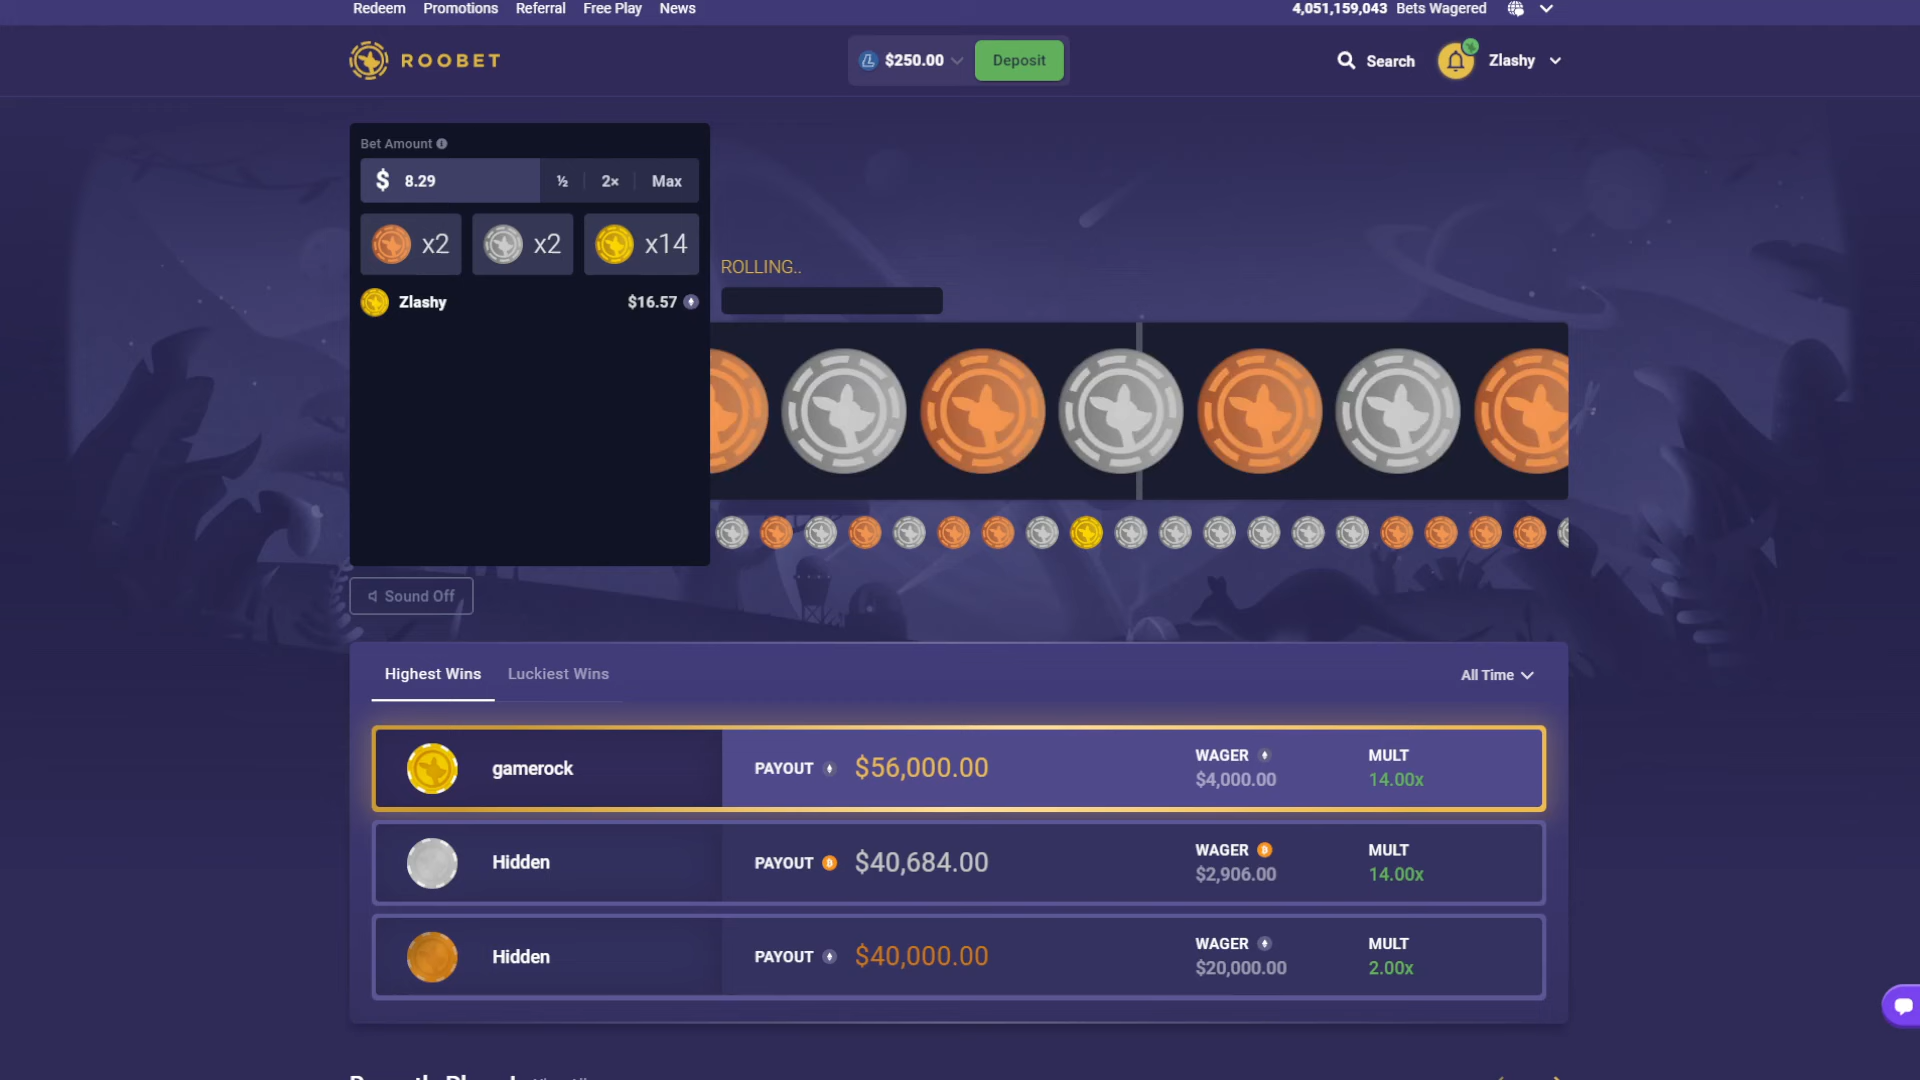 Redeem Promotions Referral Free Play News 4,051,159,043 Bets Wagered
ROOBET $250.00 Deposit Search Zlashy
Bet Amount
$ 8.29 ½ 2× Max
x2 x2 x14
ROLLING..
Zlashy $16.57
Sound Off
Highest Wins Luckiest Wins All Time
gamerock PAYOUT $56,000.00 WAGER MULT
$4,000.00 14.00x
Hidden PAYOUT $40,684.00 WAGER MULT
$2,906.00 14.00x
Hidden PAYOUT $40,000.00 WAGER MULT
$20,000.00 2.00x